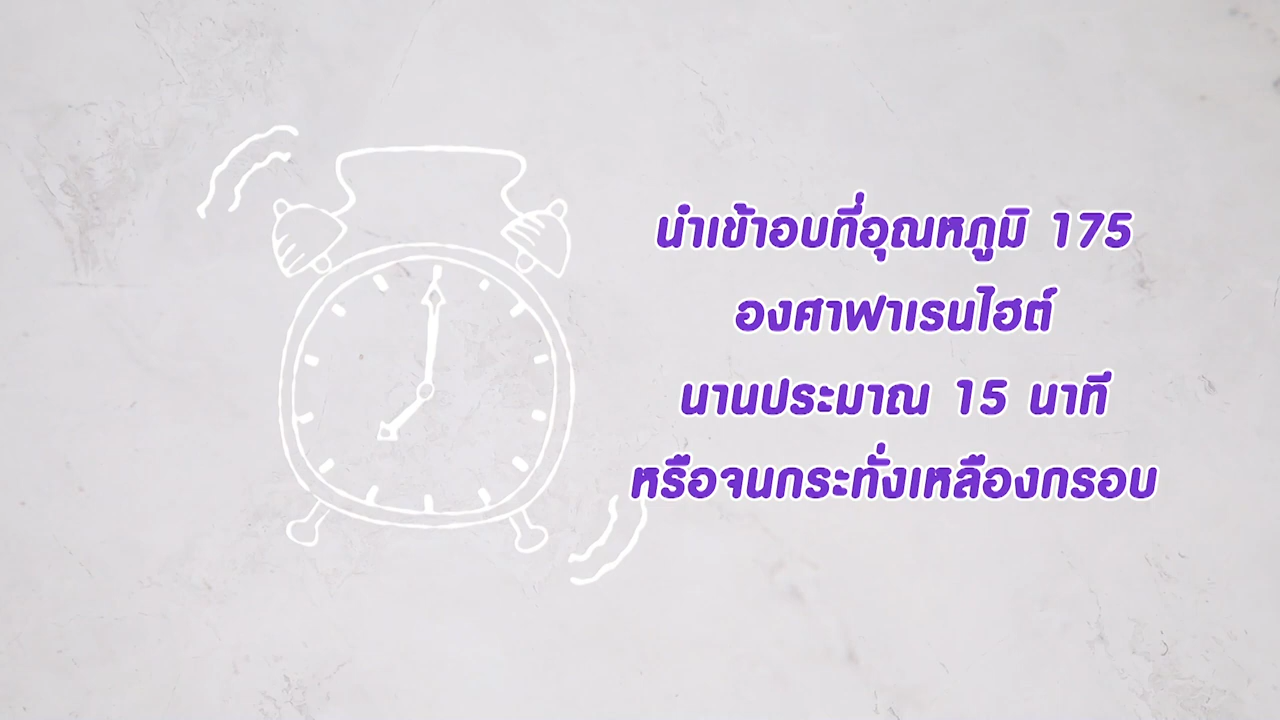 นำเข้าอบที่อุณหภูมิ 175
องศาฟาเรนไฮต์
นานประมาณ 15 นาที
หรือจนกระทั่งเหลืองกรอบ